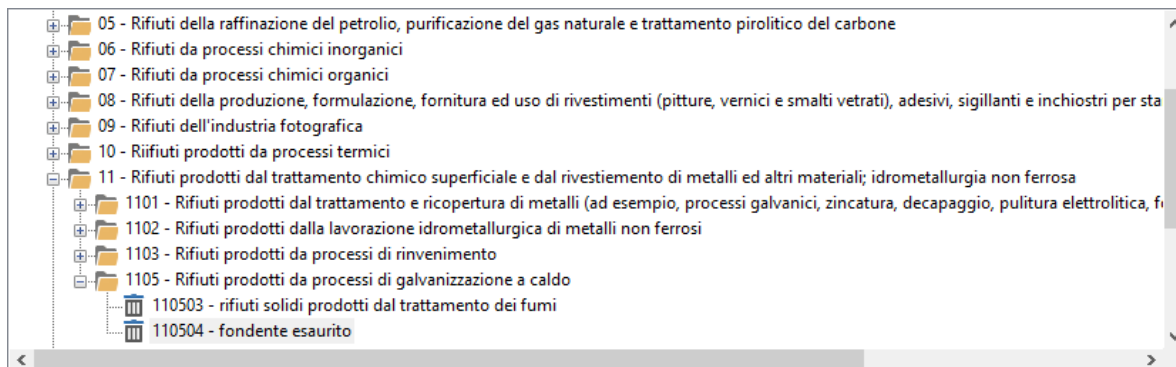 05 - Rifiuti della raffinazione del petrolio, purificazione del gas naturale e trattamento pirolitico del carbone
06 - Rifiuti da processi chimici inorganici
07 - Rifiuti da processi chimici organici
08 - Rifiuti della produzione, formulazione, fornitura ed uso di rivestimenti (pitture, vernici e smalti vetrati), adesivi, sigillanti e inchiostri per sta
09 - Rifiuti dell'industria fotografica
10 - Riifiuti prodotti da processi termici
11 - Rifiuti prodotti dal trattamento chimico superficiale e dal rivestiemento di metalli ed altri materiali; idrometallurgia non ferrosa
1101 - Rifiuti prodotti dal trattamento e ricopertura di metalli (ad esempio, processi galvanici, zincatura, decapaggio, pulitura elettrolitica, f
1102 - Rifiuti prodotti dalla lavorazione idrometallurgica di metalli non ferrosi
1103 - Rifiuti prodotti da processi di rinvenimento
1105 - Rifiuti prodotti da processi di galvanizzazione a caldo
110503 - rifiuti solidi prodotti dal trattamento dei fumi
110504 - fondente esaurito